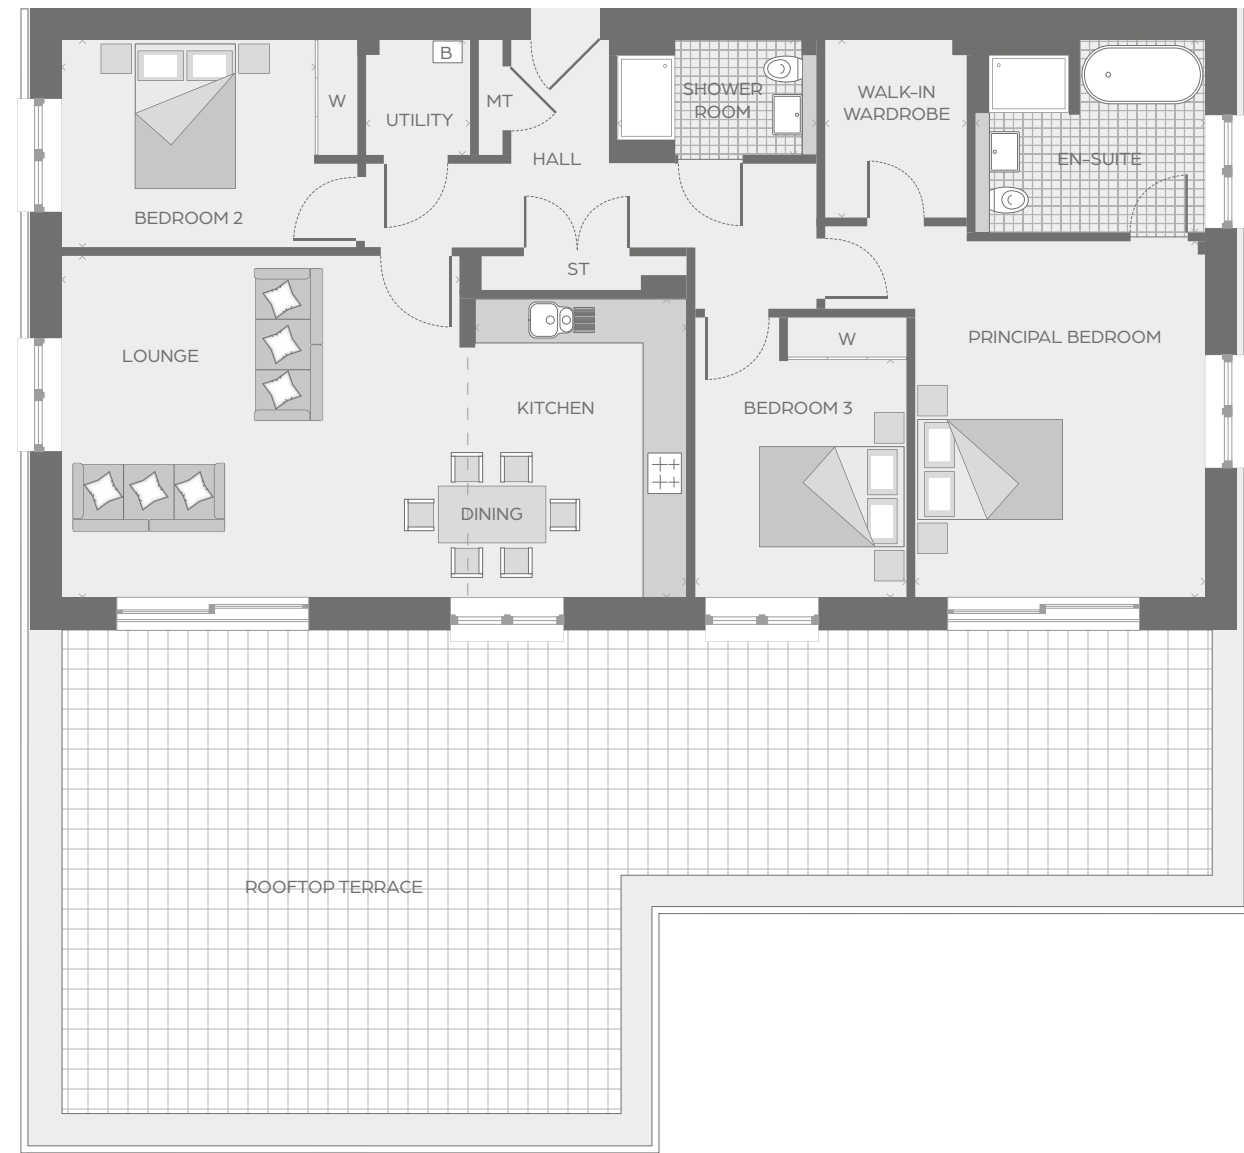 B
W
MT
UTILITY
SHOWER
ROOM
WALK-IN
WARDROBE
HALL
EN-SUITE
BEDROOM 2
ST
LOUNGE
W
PRINCIPAL BEDROOM
KITCHEN
BEDROOM 3
DINING
ROOFTOP TERRACE